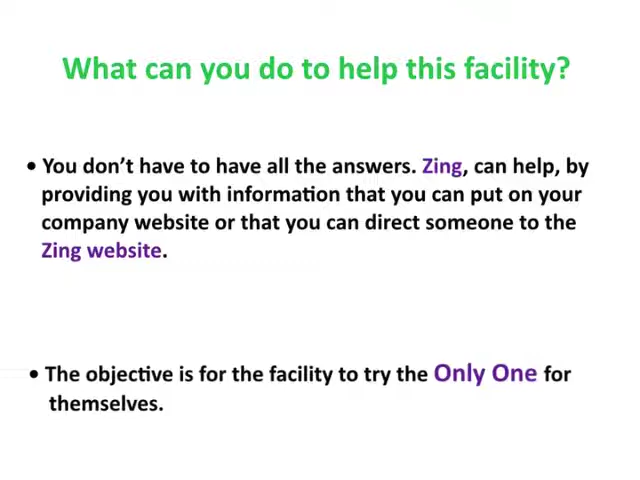 What can you do to help this facility?
• You don't have to have all the answers. Zing, can help, by
providing you with information that you can put on your
company website or that you can direct someone to the
Zing website.
• The objective is for the facility to try the Only One for
themselves.